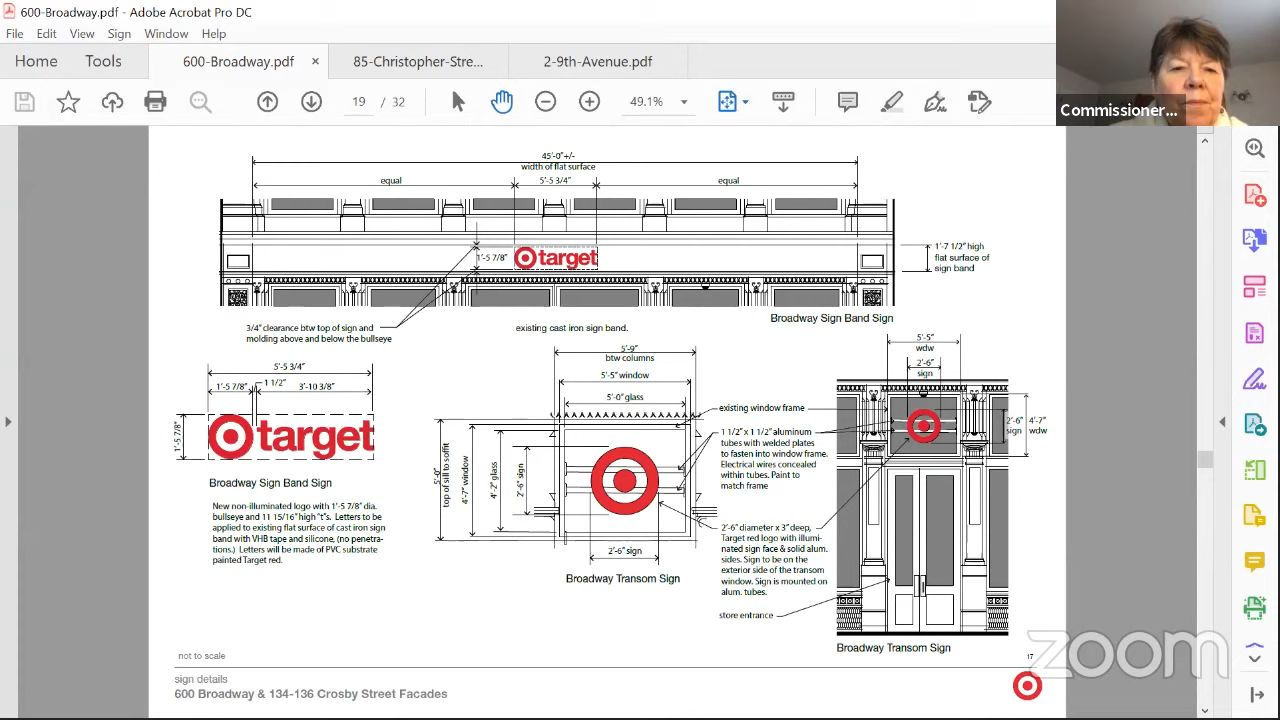 600-Broadway.pdf - Adobe Acrobat Pro DC
File Edit View Sign Window Help
Home Tools 600-Broadway.pdf × 85-Christopher-Stre... 2-9th-Avenue.pdf
19 / 32 49.1%
Commissioner...
45'-0"+/-
width of flat surface
equal 5'-5 3/4" equal
1'-5 7/8"
target
1'-7 1/2" high
flat surface of
sign band
Broadway Sign Band Sign
3/4" clearance btw top of sign and
molding above and below the bullseye
existing cast iron sign band.
5'-5 3/4"
1'-5 7/8" 1 1/2" 3'-10 3/8"
1'-5 7/8"
target
Broadway Sign Band Sign
New non-illuminated logo with 1'-5 7/8" dia.
bullseye and 11 15/16" high "t"s. Letters to be
applied to existing flat surface of cast iron sign
band with VHB tape and silicone, (no penetra-
tions.) Letters will be made of PVC substrate
painted Target red.
5'-9"
btw columns
5'-5" window
5'-0" glass
5'-0"
top of sill to soffit
4'-7" window
4'-2" glass
2'-6" sign
2'-6" sign
Broadway Transom Sign
existing window frame
1 1/2" x 1 1/2" aluminum
tubes with welded plates
to fasten into window frame.
Electrical wires concealed
within tubes. Paint to
match frame
2'-6" diameter x 3" deep,
Target red logo with illumi-
nated sign face & solid alum.
sides. Sign to be on the
exterior side of the transom
window. Sign is mounted on
alum. tubes.
store entrance
5'-5"
wdw
2'-6"
sign
2'-6"
sign
4'-7"
wdw
Broadway Transom Sign
not to scale
17
sign details
600 Broadway & 134-136 Crosby Street Facades
zoom